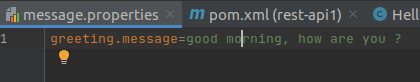 message.properties × m pom.xml (rest-api1) × C Hell
1 greeting.message=good morning, how are you ?